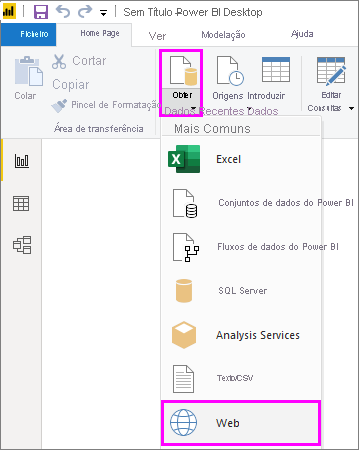 Sem Título - Power BI Desktop
Ficheiro Home Page Ver Modelação Ajuda
Cortar
Copiar
Colar Pincel de Formatação
Obter Origens Introduzir Editar
Dados Recentes Dados Consultas
Área de transferência
Mais Comuns
Excel
Conjuntos de dados do Power BI
Fluxos de dados do Power BI
SQL Server
Analysis Services
Texto/CSV
Web